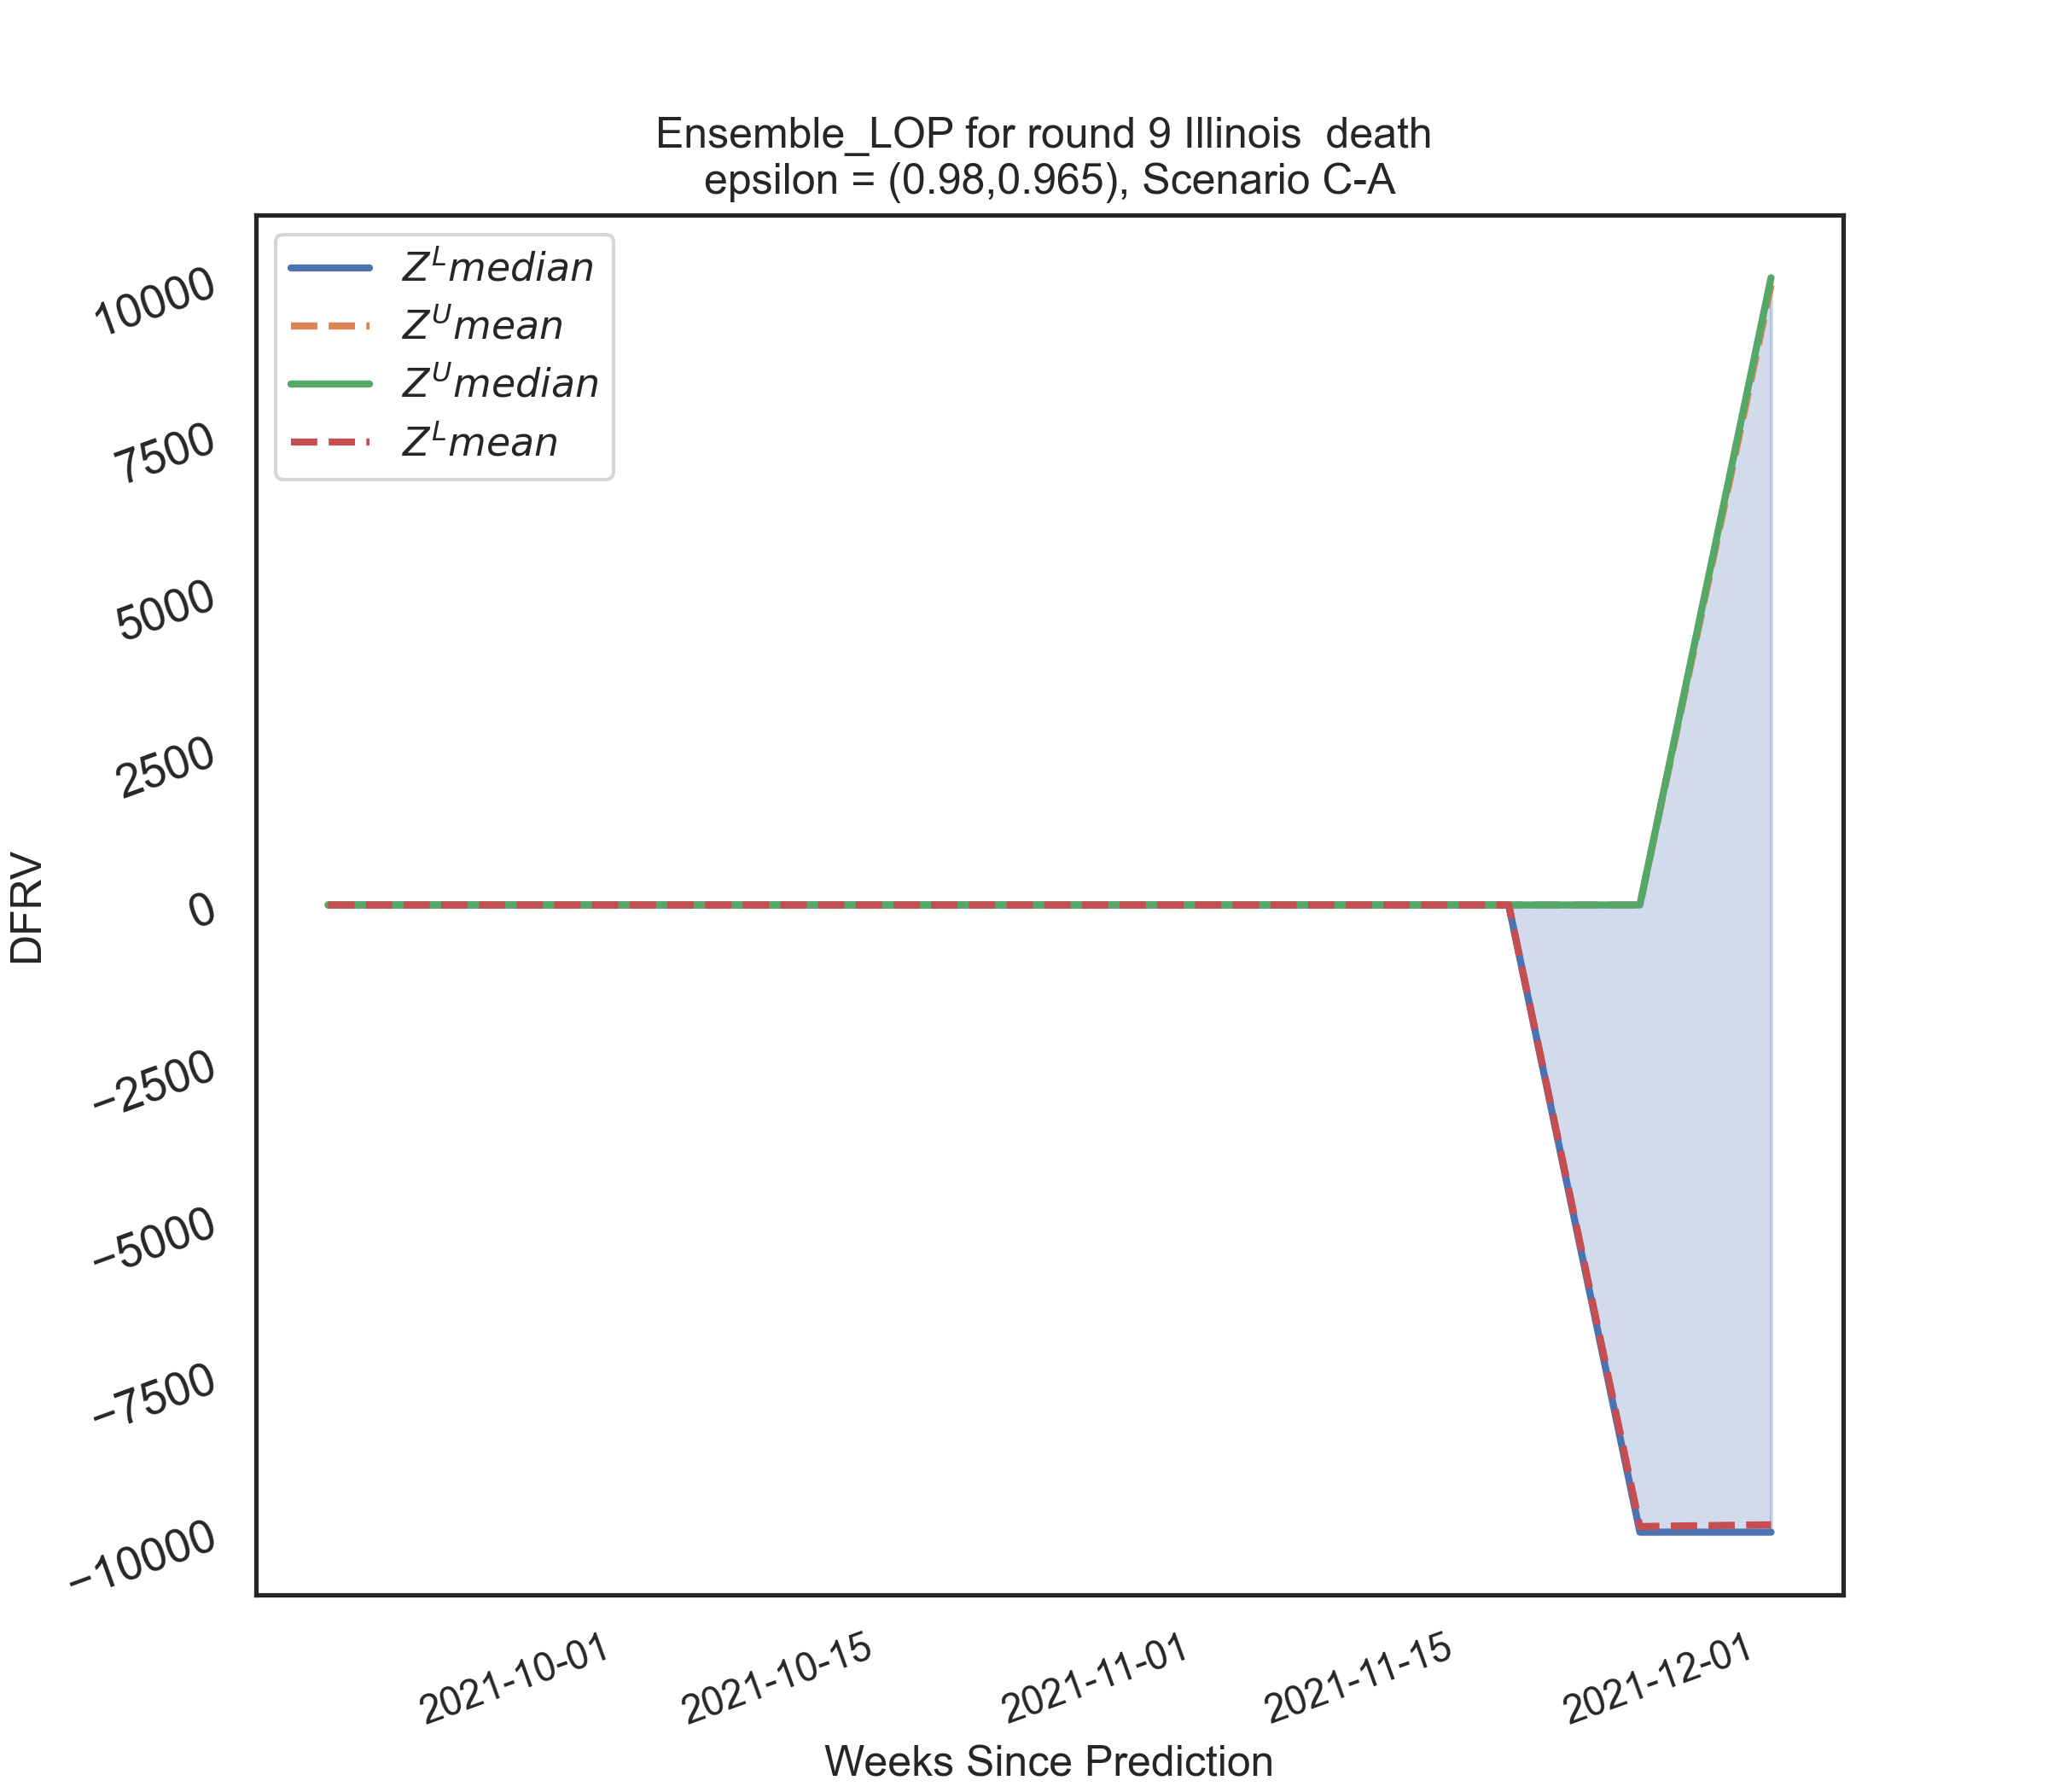 Ensemble_LOP for round 9 Illinois  death
epsilon = (0.98,0.965), Scenario C-A
Z^L median
Z^U mean
Z^U median
Z^L mean
10000
7500
5000
2500
0
−2500
−5000
−7500
−10000
DFRV
2021-10-01
2021-10-15
2021-11-01
2021-11-15
2021-12-01
Weeks Since Prediction